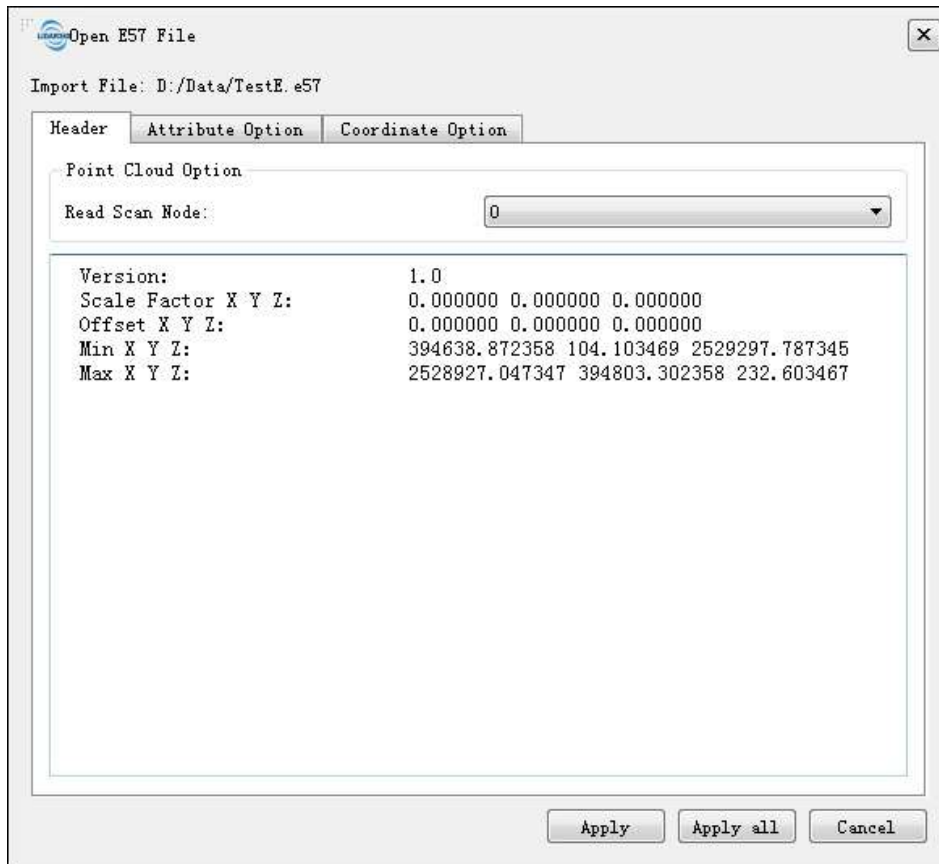 Open E57 File
Import File: D:/Data/TestE.e57
Header Attribute Option Coordinate Option
Point Cloud Option
Read Scan Node: 0
Version: 1.0
Scale Factor X Y Z: 0.000000 0.000000 0.000000
Offset X Y Z: 0.000000 0.000000 0.000000
Min X Y Z: 394638.872358 104.103469 2529297.787345
Max X Y Z: 2528927.047347 394803.302358 232.603467
Apply Apply all Cancel